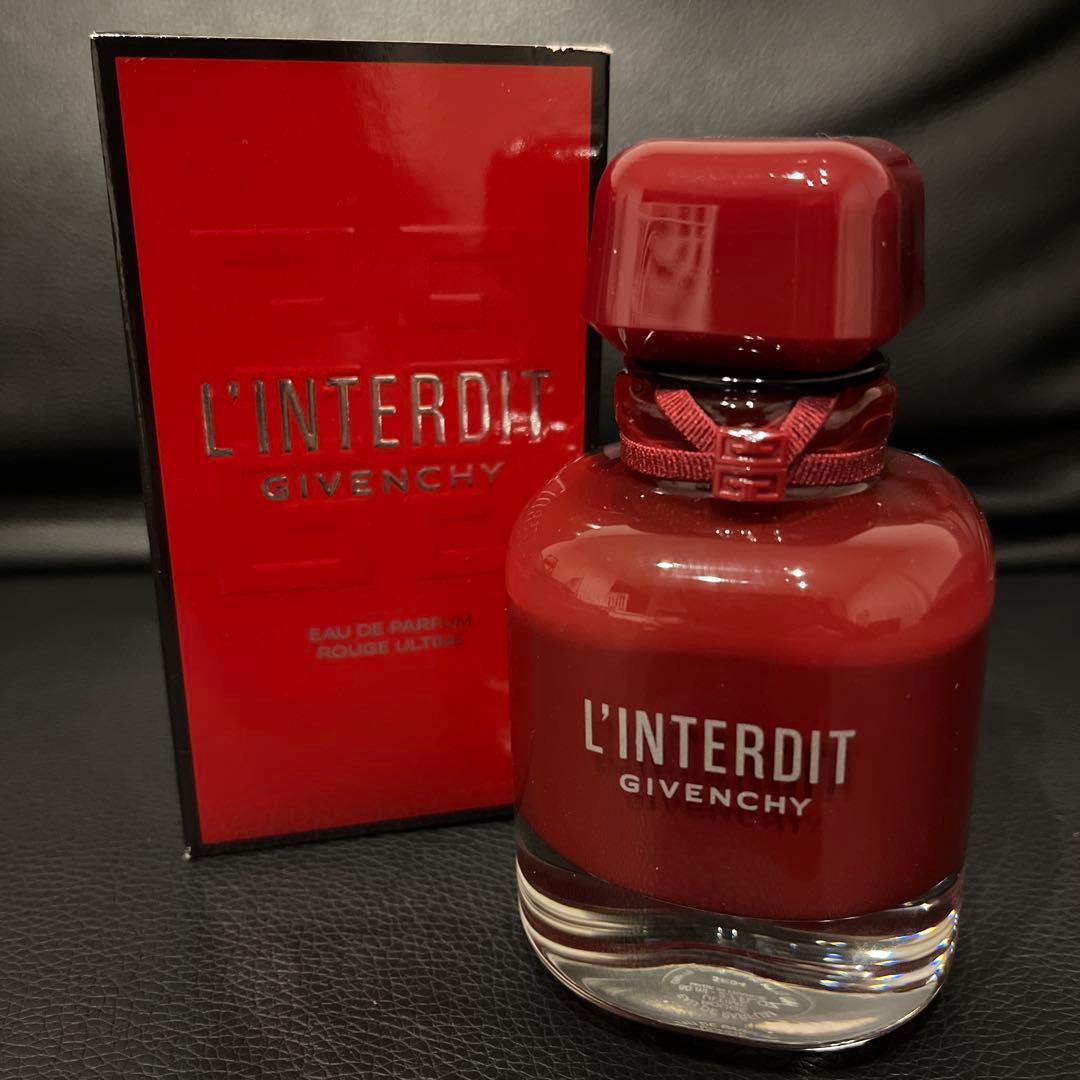 L'INTERDIT
GIVENCHY
EAU DE PARFUM
ROUGE ULTIME
L'INTERDIT
GIVENCHY